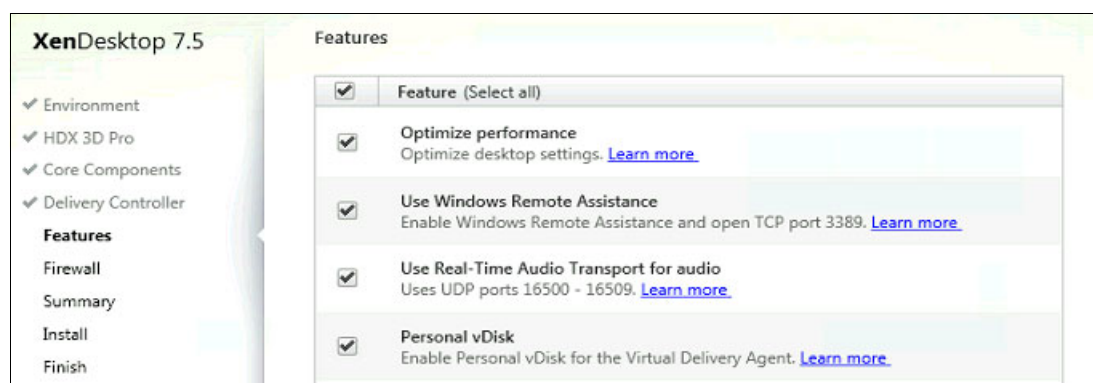 XenDesktop 7.5
Environment
HDX 3D Pro
Core Components
Delivery Controller
Features
Firewall
Summary
Install
Finish
Features
Feature (Select all)
Optimize performance
Optimize desktop settings. Learn more
Use Windows Remote Assistance
Enable Windows Remote Assistance and open TCP port 3389. Learn more
Use Real-Time Audio Transport for audio
Uses UDP ports 16500 - 16509. Learn more
Personal vDisk
Enable Personal vDisk for the Virtual Delivery Agent. Learn more